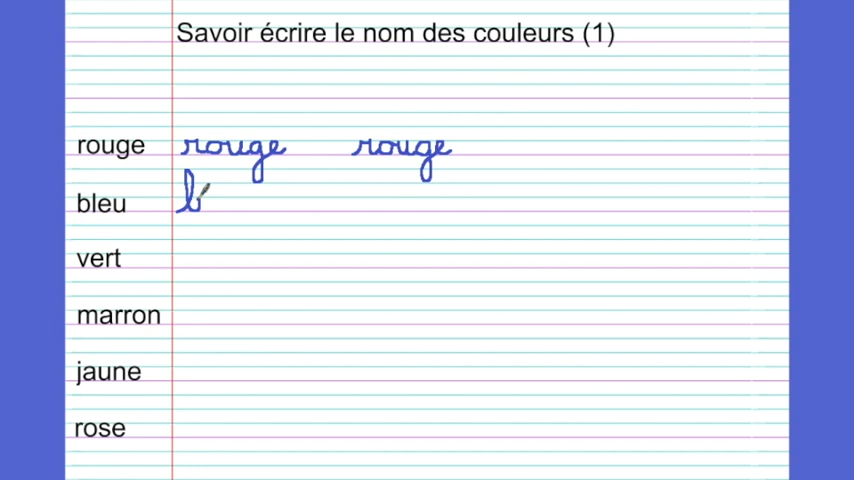 Savoir écrire le nom des couleurs (1)
rouge rouge rouge
bleu b
vert
marron
jaune
rose